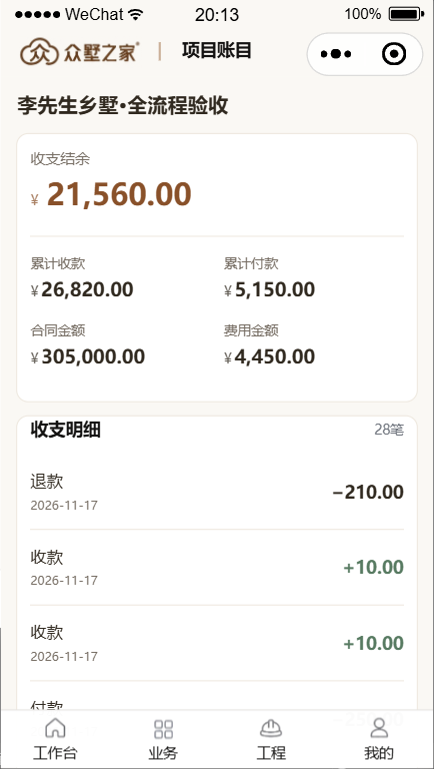 WeChat 20:13 100%
众墅之家 | 项目账目
李先生乡墅•全流程验收
收支结余
¥ 21,560.00
累计收款 累计付款
¥26,820.00 ¥5,150.00
合同金额 费用金额
¥305,000.00 ¥4,450.00
收支明细 28笔
退款
−210.00
2026-11-17
收款
+10.00
2026-11-17
收款
+10.00
2026-11-17
付款
工作台 业务 工程 我的